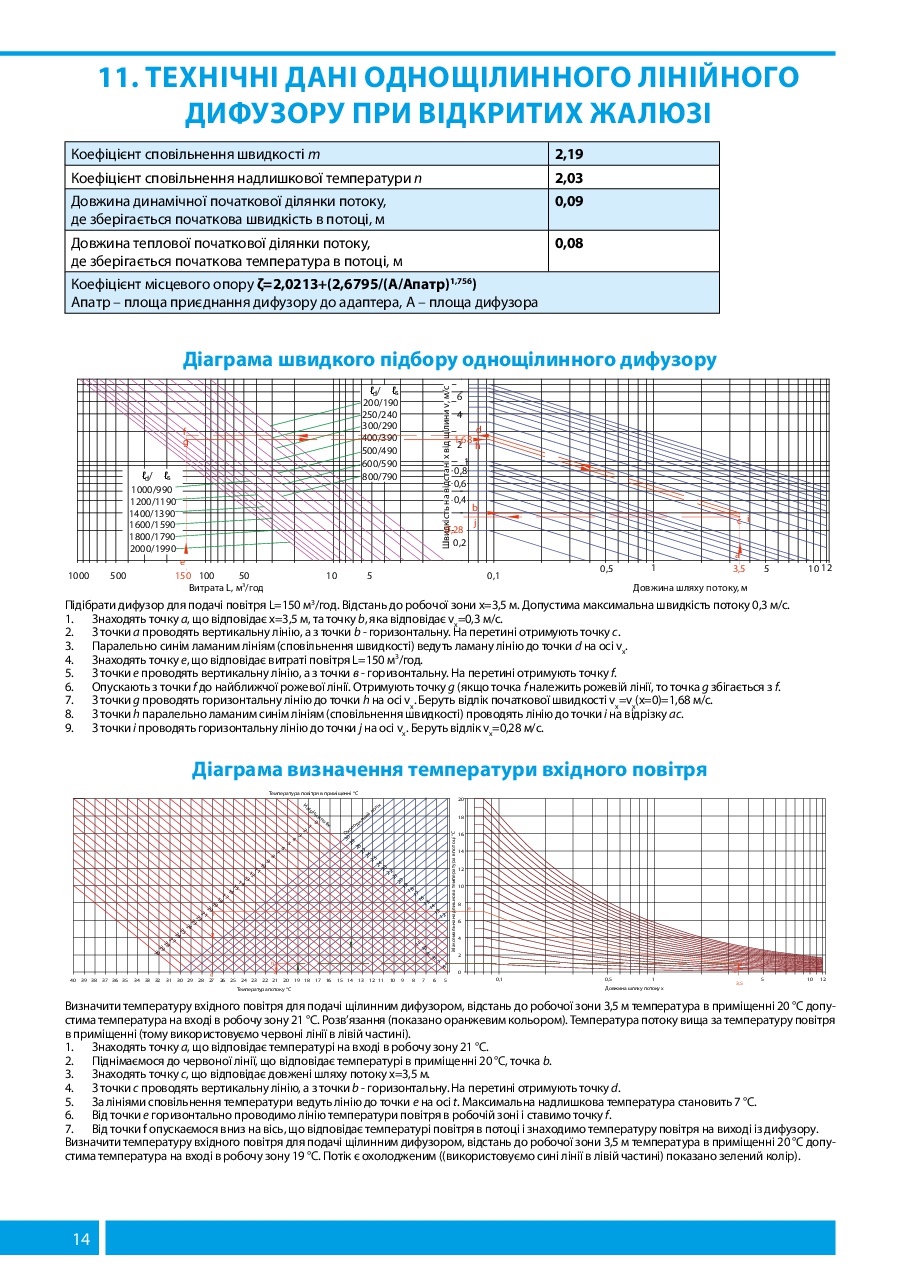 11. ТЕХНІЧНІ ДАНІ ОДНОЩІЛИННОГО ЛІНІЙНОГО
ДИФУЗОРУ ПРИ ВІДКРИТИХ ЖАЛЮЗІ
Коефіцієнт сповільнення швидкості m 2,19
Коефіцієнт сповільнення надлишкової температури n 2,03
Довжина динамічної початкової ділянки потоку, 0,09
де зберігається початкова швидкість в потоці, м
Довжина теплової початкової ділянки потоку, 0,08
де зберігається початкова температура в потоці, м
Коефіцієнт місцевого опору ζ=2,0213+(2,6795/(А/Апатр)1,756)
Апатр – площа приєднання дифузору до адаптера, А – площа дифузора
Діаграма швидкого підбору однощілинного дифузору
200/190
250/240
300/290
400/390
500/490
600/590
800/790
1000/990
1200/1190
1400/1390
1600/1590
1800/1790
2000/1990
Швидкість на відстані х від щілини v, м/с
6
4
2
1
0,8
0,6
0,4
0,2
f
g
e
d
h
b
j
c
i
1000 500 150 100 50 10 5 0,1 0,5 1 3,5 5 10 12
Витрата L, м³/год Довжина шляху потоку, м
Підібрати дифузор для подачі повітря L=150 м³/год. Відстань до робочої зони х=3,5 м. Допустима максимальна швидкість потоку 0,3 м/с.
1. Знаходять точку a, що відповідає х=3,5 м, та точку b, яка відповідає vx=0,3 м/с.
2. З точки a проводять вертикальну лінію, а з точки b - горизонтальну. На перетині отримують точку c.
3. Паралельно синім ламаним лініям (сповільнення швидкості) ведуть ламану лінію до точки d на осі vx.
4. Знаходять точку e, що відповідає витраті повітря L=150 м³/год.
5. З точки e проводять вертикальну лінію, а з точки в - горизонтальну. На перетині отримують точку f.
6. Опускають з точки f до найближчої рожевої лінії. Отримують точку g (якщо точка f належить рожевій лінії, то точка g збігається з f.
7. З точки g проводять горизонтальну лінію до точки h на осі vx. Беруть відлік початкової швидкості vx=vx(x=0)=1,68 м/с.
8. З точки h паралельно ламаним синім лініям (сповільнення швидкості) проводять лінію до точки i на відрізку ac.
9. З точки i проводять горизонтальну лінію до точки j на осі vx. Беруть відлік vx=0,28 м/с.
Діаграма визначення температури вхідного повітря
Температура повітря в приміщенні °С
20
18
16
14
12
10
8
6
4
2
0
40 39 38 37 36 35 34 33 32 31 30 29 28 27 26 25 24 23 22 21 20 19 18 17 16 15 14 13 12 11 10 9 8 7 6 5
Температура потоку °С
0,1 0,5 1 3,5 5 10 12
Довжина шляху потоку х
Визначити температуру вхідного повітря для подачі щілинним дифузором, відстань до робочої зони 3,5 м температура в приміщенні 20 °С допу-
стима температура на вході в робочу зону 21 °С. Розв’язання (показано оранжевим кольором). Температура потоку вища за температуру повітря
в приміщенні (тому використовуємо червоні лінії в лівій частині).
1. Знаходять точку a, що відповідає температурі на вході в робочу зону 21 °С.
2. Піднімаємося до червоної лінії, що відповідає температурі в приміщенні 20 °С, точка b.
3. Знаходять точку c, що відповідає довжені шляху потоку х=3,5 м.
4. З точки c проводять вертикальну лінію, а з точки b - горизонтальну. На перетині отримують точку d.
5. За лініями сповільнення температури ведуть лінію до точки e на осі t. Максимальна надлишкова температура становить 7 °С.
6. Від точки e горизонтально проводимо лінію температури повітря в робочій зоні і ставимо точку f.
7. Від точки f опускаємося вниз на вісь, що відповідає температурі повітря в потоці і знаходимо температуру повітря на виході із дифузору.
Визначити температуру вхідного повітря для подачі щілинним дифузором, відстань до робочої зони 3,5 м температура в приміщенні 20 °С допу-
стима температура на вході в робочу зону 19 °С. Потік є охолодженим ((використовуємо сині лінії в лівій частині) показано зелений колір).
14